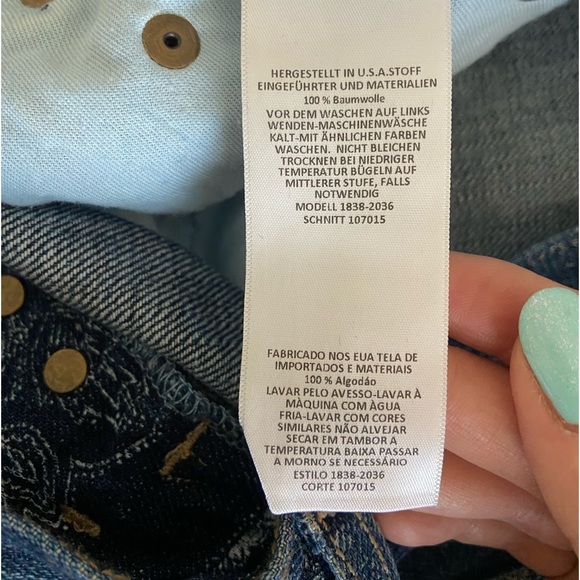 HERGESTELLT IN U.S.A.STOFF
EINGEFÜHRTER UND MATERIALIEN
100 % Baumwolle
VOR DEM WASCHEN AUF LINKS
WENDEN-MASCHINENWÄSCHE
KALT-MIT ÄHNLICHEN FARBEN
WASCHEN. NICHT BLEICHEN
TROCKNEN BEI NIEDRIGER
TEMPERATUR BÜGELN AUF
MITTLERER STUFE, FALLS
NOTWENDIG
MODELL 1838-2036
SCHNITT 107015
FABRICADO NOS EUA TELA DE
IMPORTADOS E MATERIAIS
100 % Algodáo
LAVAR PELO AVESSO-LAVAR À
MÀQUINA COM ÀGUA
FRIA-LAVAR COM CORES
SIMILARES NÃO ALVEJAR
SECAR EM TAMBOR A
TEMPERATURA BAIXA PASSAR
A MORNO SE NECESSÁRIO
ESTILO 1838-2036
CORTE 107015